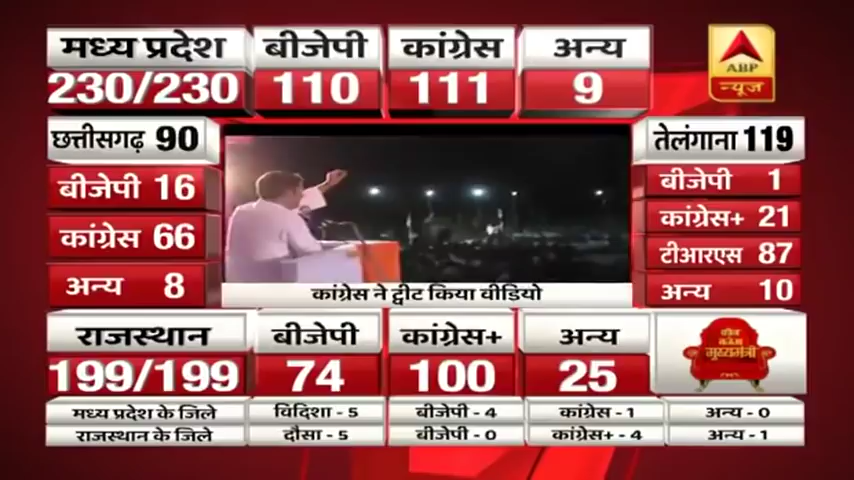 मध्य प्रदेश बीजेपी कांग्रेस अन्य
230/230 110 111 9
ABP
न्यूज़
छत्तीसगढ़ 90
बीजेपी 16
कांग्रेस 66
अन्य 8
तेलंगाना 119
बीजेपी 1
कांग्रेस+ 21
टीआरएस 87
अन्य 10
कांग्रेस ने ट्वीट किया वीडियो
राजस्थान बीजेपी कांग्रेस+ अन्य
199/199 74 100 25
कौन
बनेगा
मुख्यमंत्री
मध्य प्रदेश के जिले विदिशा - 5 बीजेपी - 4 कांग्रेस - 1 अन्य - 0
राजस्थान के जिले दौसा - 5 बीजेपी - 0 कांग्रेस+ - 4 अन्य - 1